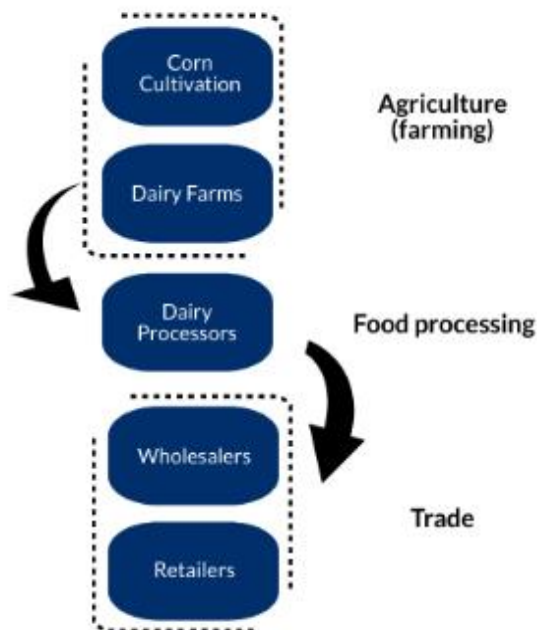 Corn
Cultivation
Agriculture
(farming)
Dairy Farms
Dairy
Processors
Food processing
Wholesalers
Trade
Retailers